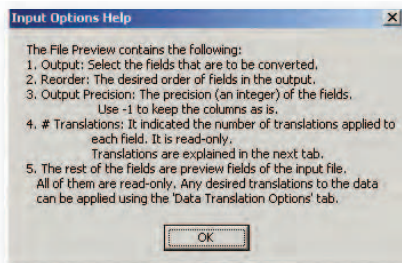 Input Options Help
The File Preview contains the following:
1. Output: Select the fields that are to be converted.
2. Reorder: The desired order of fields in the output.
3. Output Precision: The precision (an integer) of the fields.
Use -1 to keep the columns as is.
4. # Translations: It indicated the number of translations applied to
each field. It is read-only.
Translations are explained in the next tab.
5. The rest of the fields are preview fields of the input file.
All of them are read-only. Any desired translations to the data
can be applied using the 'Data Translation Options' tab.
OK